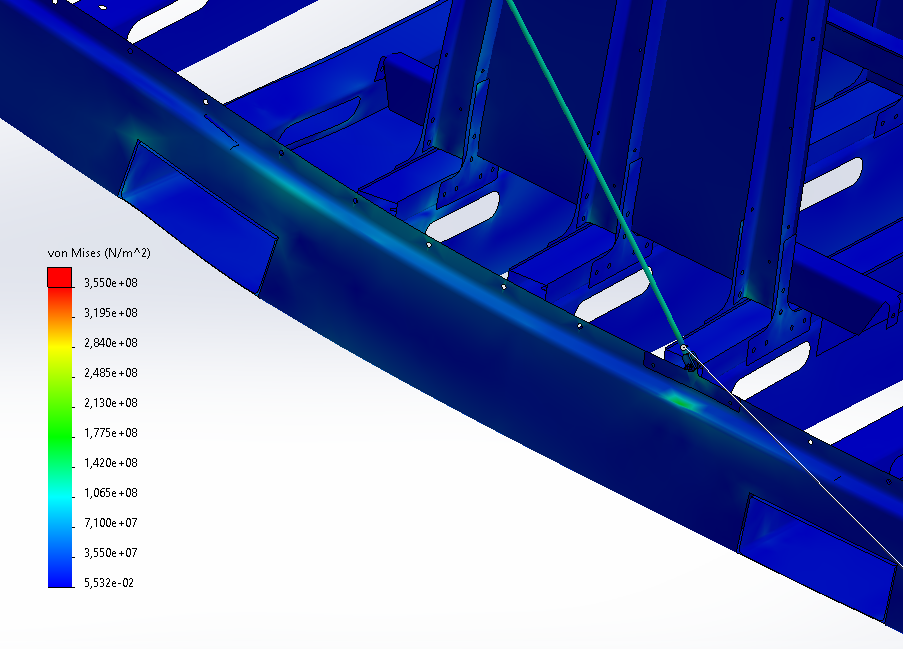 von Mises (N/m^2)
3,550e+08
3,195e+08
2,840e+08
2,485e+08
2,130e+08
1,775e+08
1,420e+08
1,065e+08
7,100e+07
3,550e+07
5,532e-02